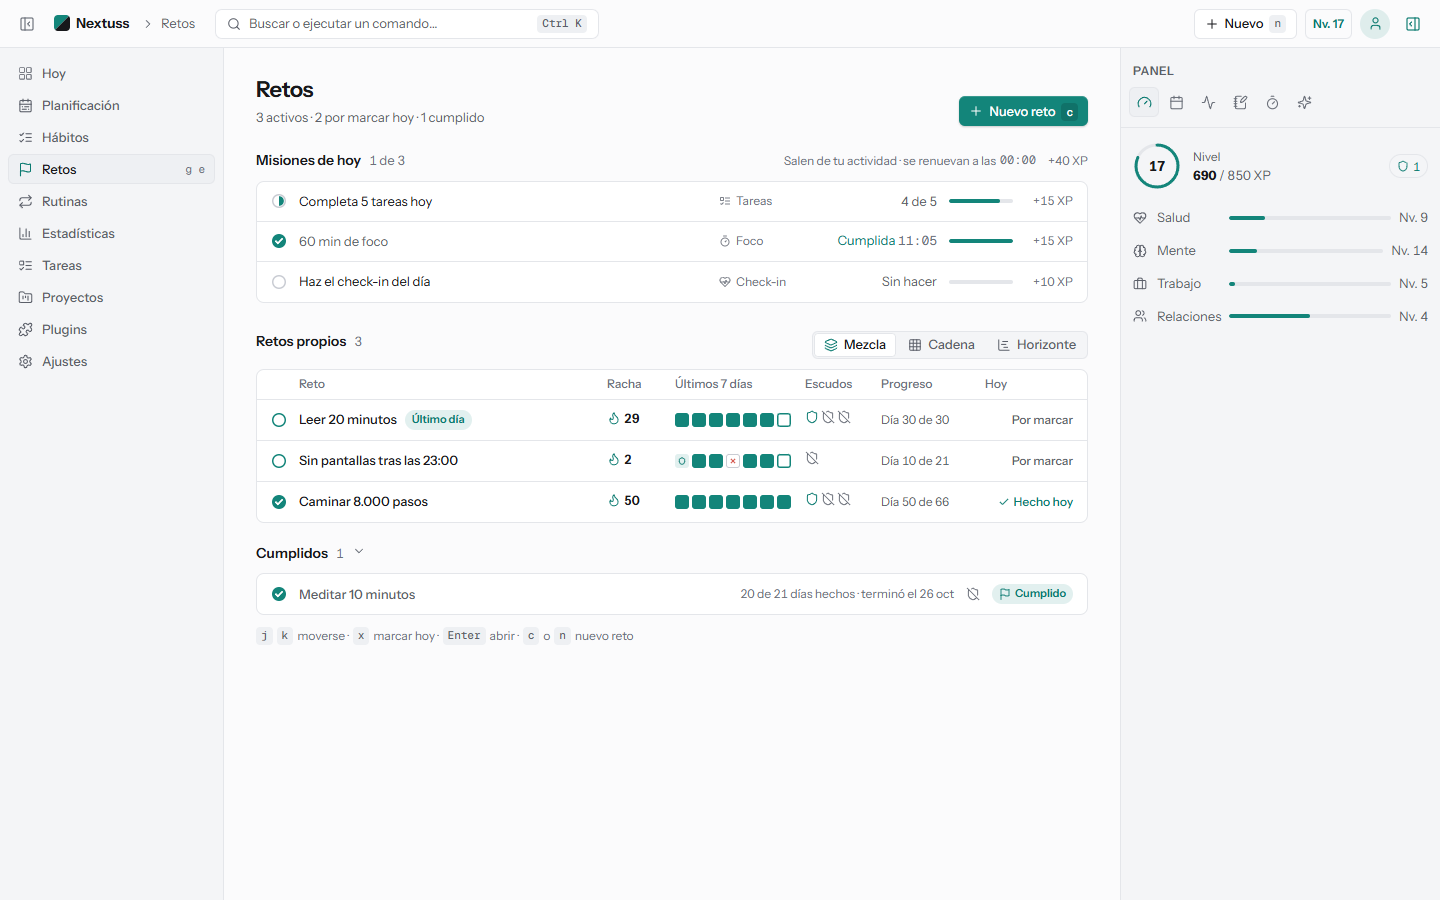 Nextuss > Retos
Buscar o ejecutar un comando... Ctrl K
+ Nuevo n
Nv. 17
Hoy
Planificación
Hábitos
Retos g e
Rutinas
Estadísticas
Tareas
Proyectos
Plugins
Ajustes
Retos
3 activos · 2 por marcar hoy · 1 cumplido
+ Nuevo reto c
Misiones de hoy 1 de 3
Salen de tu actividad · se renuevan a las 00:00 +40 XP
Completa 5 tareas hoy Tareas 4 de 5 +15 XP
60 min de foco Foco Cumplida 11:05 +15 XP
Haz el check-in del día Check-in Sin hacer +10 XP
Retos propios 3
Mezcla Cadena Horizonte
Reto Racha Últimos 7 días Escudos Progreso Hoy
Leer 20 minutos Último día 29 Día 30 de 30 Por marcar
Sin pantallas tras las 23:00 2 Día 10 de 21 Por marcar
Caminar 8.000 pasos 50 Día 50 de 66 Hecho hoy
Cumplidos 1
Meditar 10 minutos 20 de 21 días hechos · terminó el 26 oct Cumplido
j k moverse · x marcar hoy · Enter abrir · c o n nuevo reto
PANEL
17
Nivel
690 / 850 XP
1
Salud Nv. 9
Mente Nv. 14
Trabajo Nv. 5
Relaciones Nv. 4